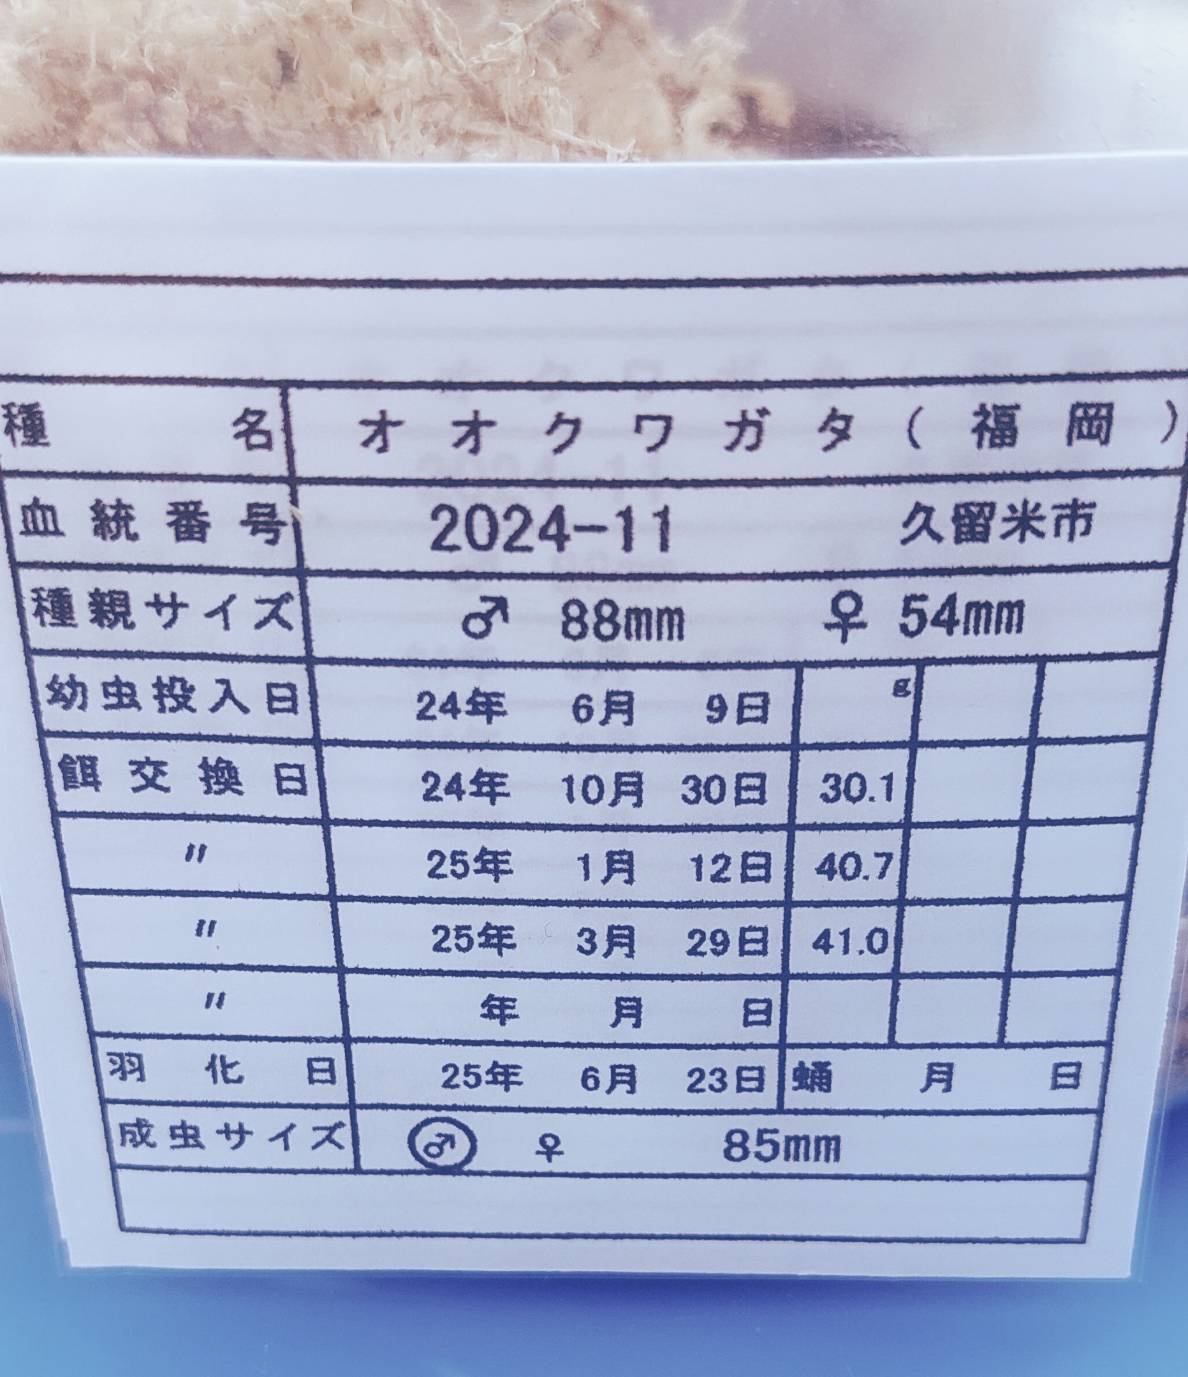 種名 オオクワガタ(福岡)
血統番号 2024-11 久留米市
種親サイズ ♂ 88mm ♀ 54mm
幼虫投入日 24年 6月 9日 g
餌交換日 24年 10月 30日 30.1
〃 25年 1月 12日 40.7
〃 25年 3月 29日 41.0
〃 年 月 日
羽化日 25年 6月 23日 蛹 月 日
成虫サイズ ♂ ♀ 85mm